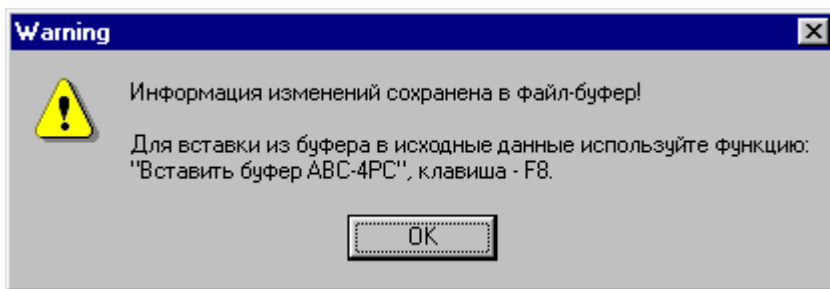 Warning
Информация изменений сохранена в файл-буфер!
Для вставки из буфера в исходные данные используйте функцию:
"Вставить буфер АВС-4РС", клавиша - F8.
OK